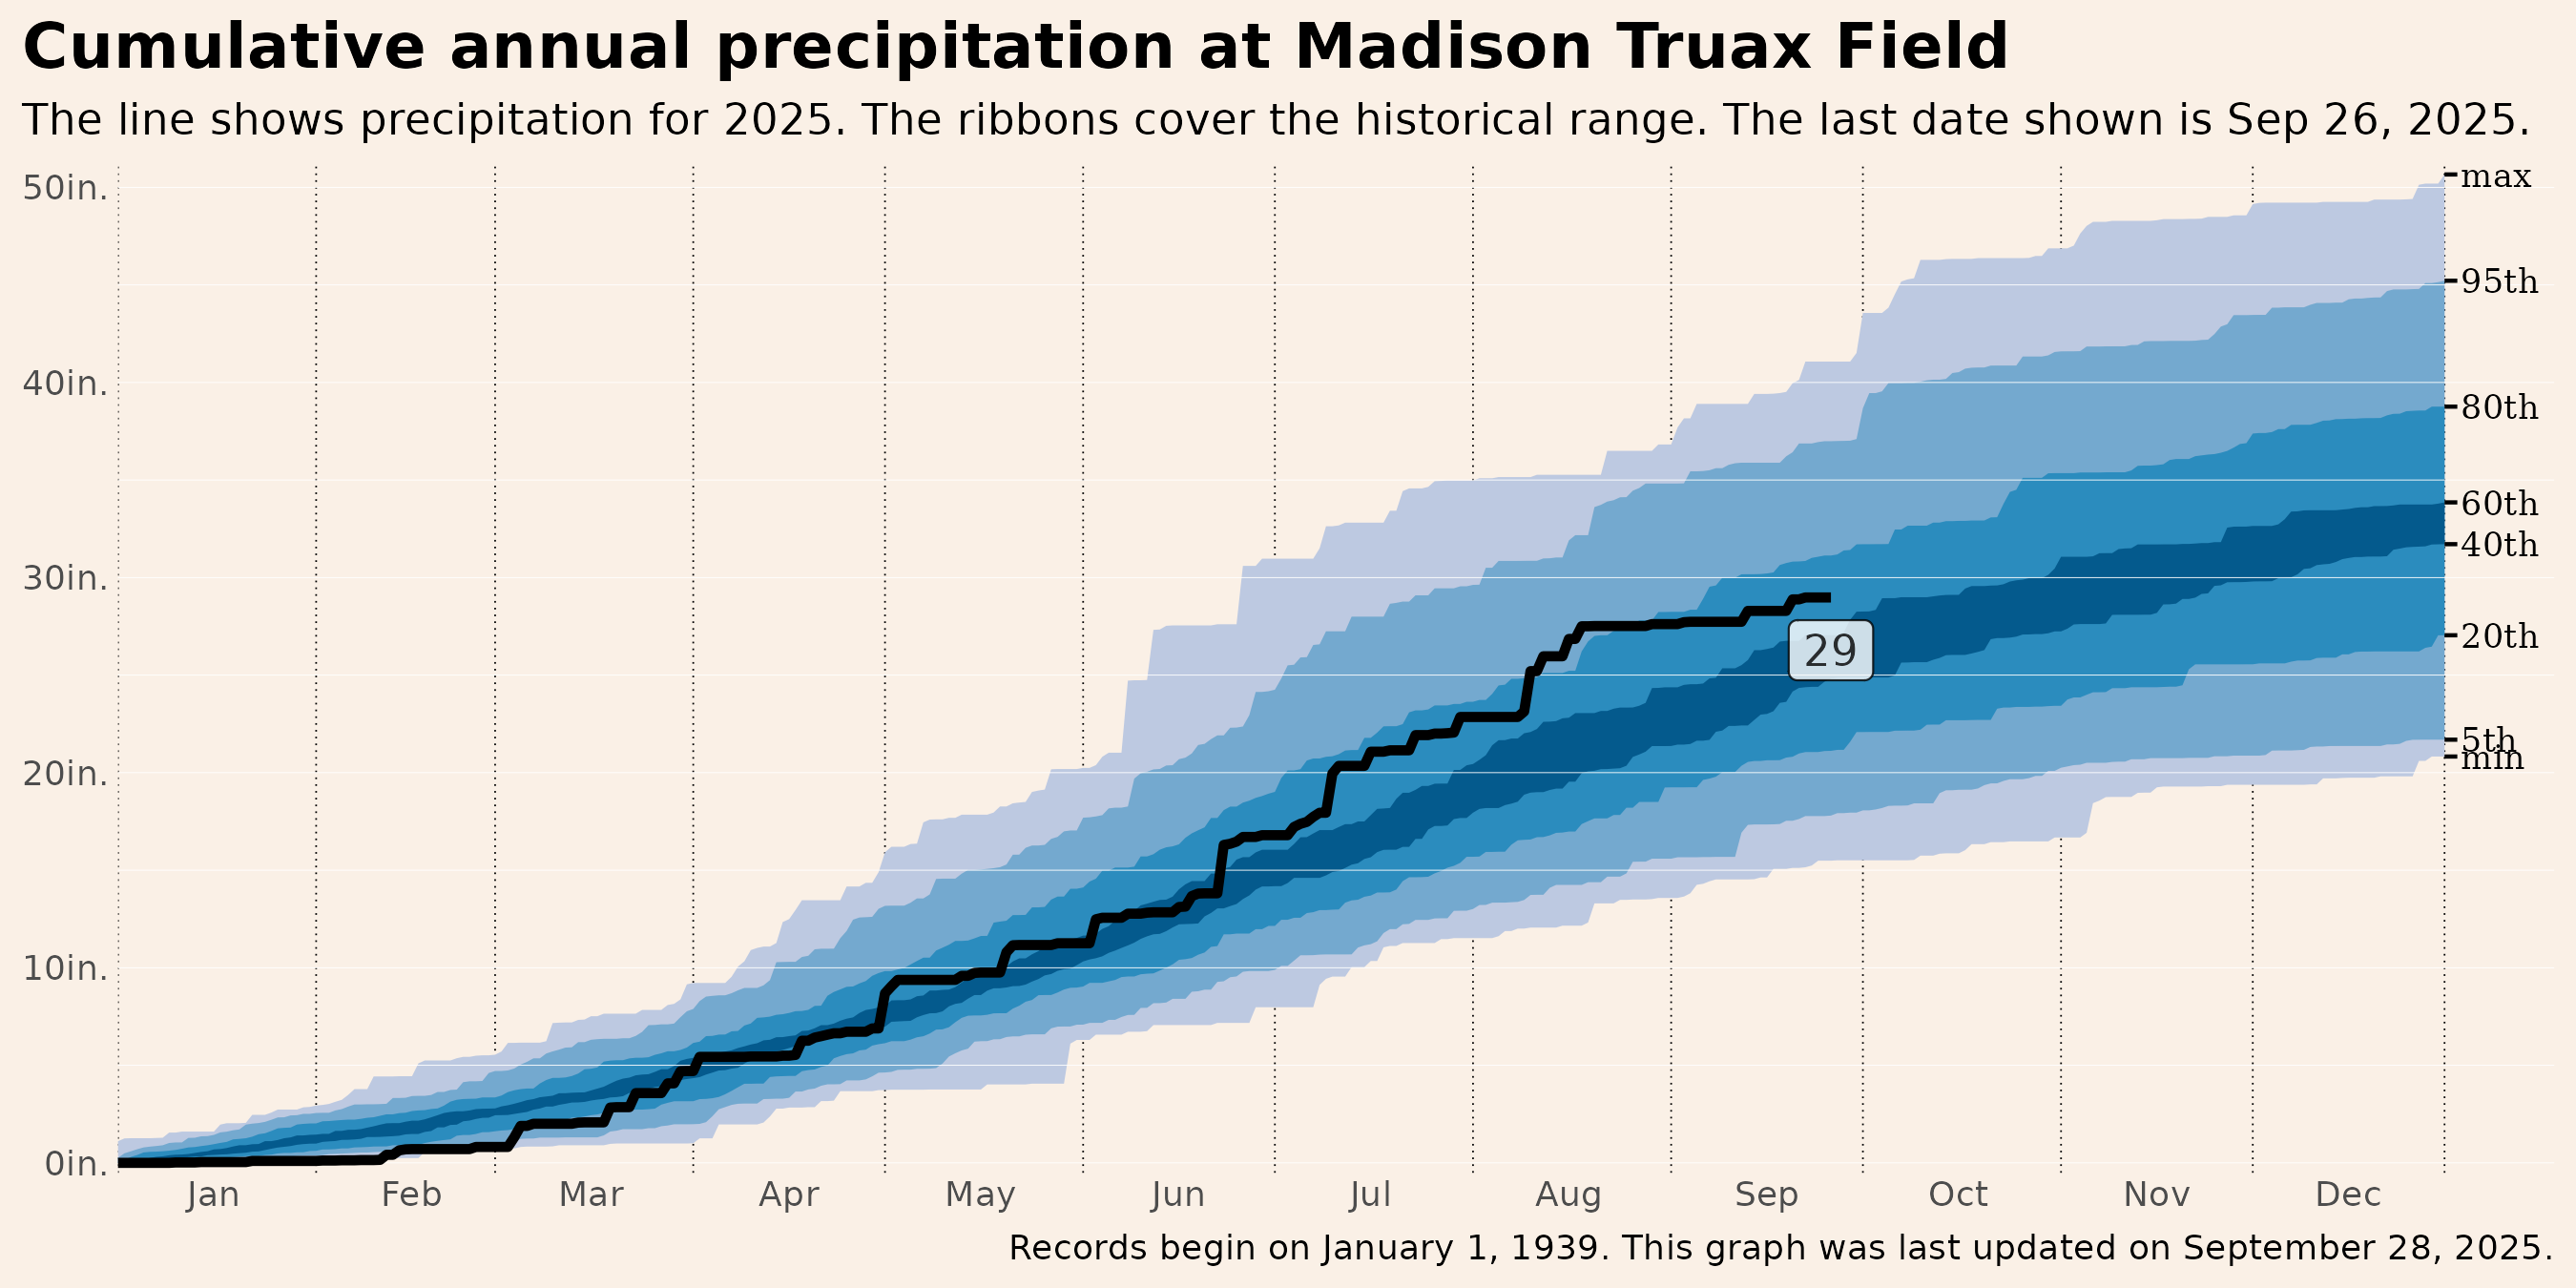 Cumulative annual precipitation at Madison Truax Field
The line shows precipitation for 2025. The ribbons cover the historical range. The last date shown is Sep 26, 2025.
50in.
40in.
30in.
20in.
10in.
0in.
max
95th
80th
60th
40th
20th
5th
min
29
Jan Feb Mar Apr May Jun Jul Aug Sep Oct Nov Dec
Records begin on January 1, 1939. This graph was last updated on September 28, 2025.